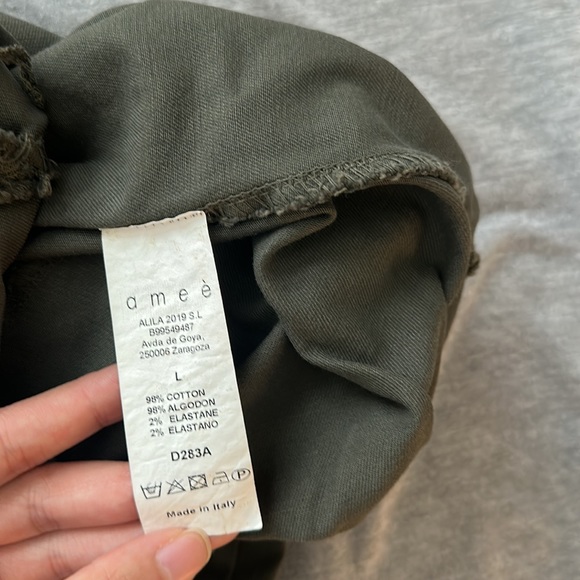 ameè
ALILA 2019 S.L
B99549487
Avda de Goya,
250006 Zaragoza
L
98% COTTON
98% ALGODON
2% ELASTANE
2% ELASTANO
D283A
P
Made in Italy